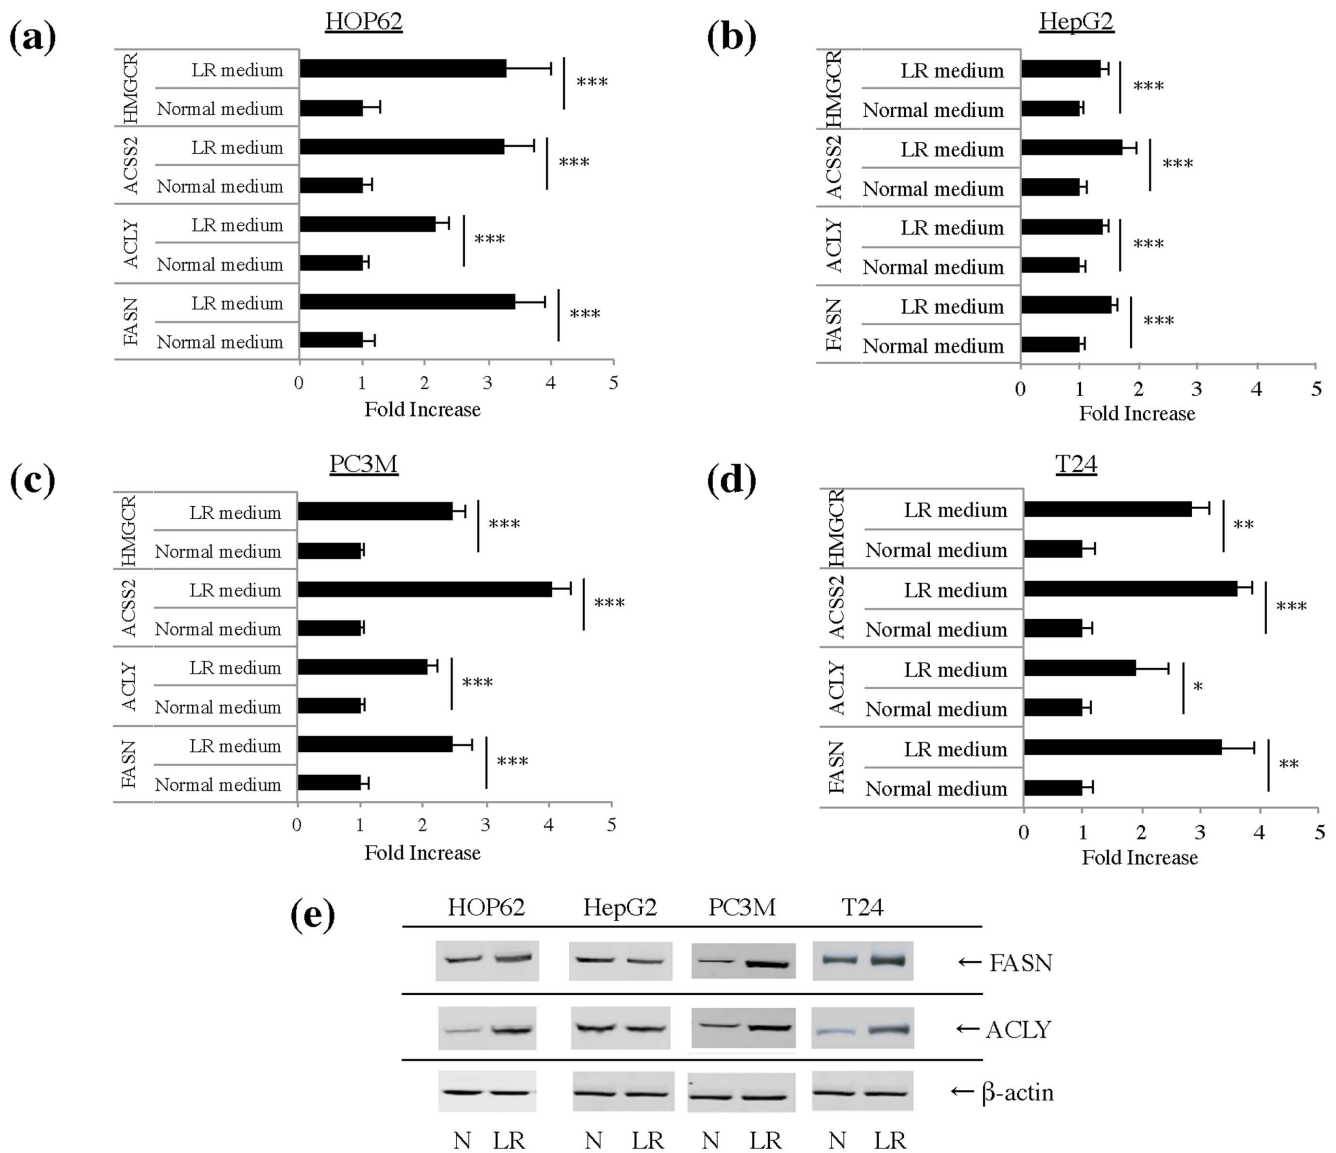 (a)
HOP62
HMGCR
LR medium
***
Normal medium
ACSS2
LR medium
***
Normal medium
ACLY
LR medium
***
Normal medium
FASN
LR medium
***
Normal medium
0 1 2 3 4 5
Fold Increase
(b)
HepG2
HMGCR
LR medium
***
Normal medium
ACSS2
LR medium
***
Normal medium
ACLY
LR medium
***
Normal medium
FASN
LR medium
***
Normal medium
0 1 2 3 4 5
Fold Increase
(c)
PC3M
HMGCR
LR medium
***
Normal medium
ACSS2
LR medium
***
Normal medium
ACLY
LR medium
***
Normal medium
FASN
LR medium
***
Normal medium
0 1 2 3 4 5
Fold Increase
(d)
T24
HMGCR
LR medium
**
Normal medium
ACSS2
LR medium
***
Normal medium
ACLY
LR medium
*
Normal medium
FASN
LR medium
**
Normal medium
0 1 2 3 4 5
Fold Increase
(e)
HOP62 HepG2 PC3M T24
← FASN
← ACLY
← β-actin
N LR N LR N LR N LR